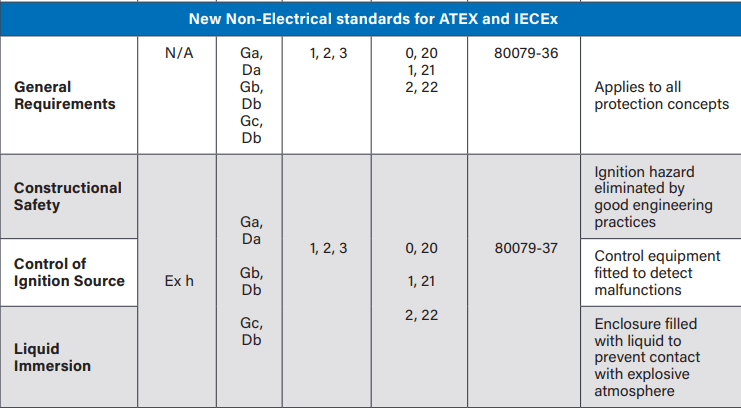 New Non-Electrical standards for ATEX and IECEx
General
Requirements
N/A
Ga,
Da
Gb,
Db
Gc,
Db
1, 2, 3
0, 20
1, 21
2, 22
80079-36
Applies to all
protection concepts
Constructional
Safety
Ignition hazard
eliminated by
good engineering
practices
Control of
Ignition Source
Ex h
Ga,
Da
Gb,
Db
Gc,
Db
1, 2, 3
0, 20
1, 21
2, 22
80079-37
Control equipment
fitted to detect
malfunctions
Liquid
Immersion
Enclosure filled
with liquid to
prevent contact
with explosive
atmosphere